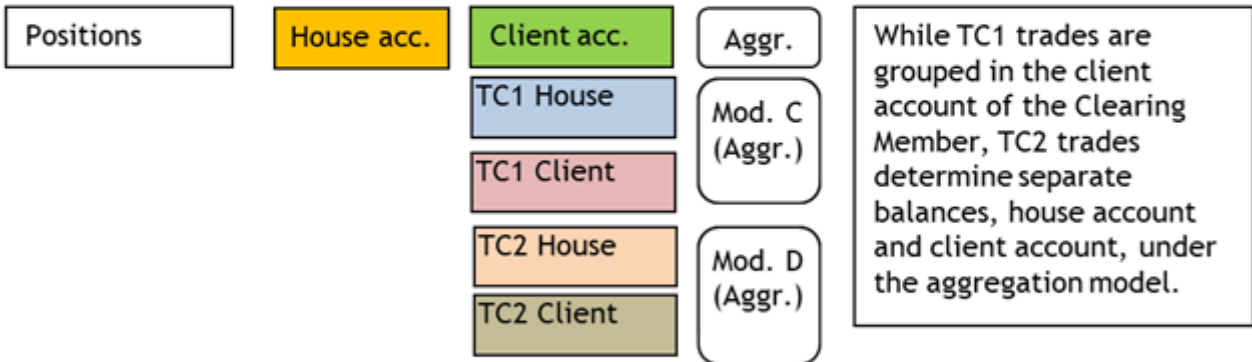 Positions
House acc.
Client acc.
Aggr.
TC1 House
TC1 Client
Mod. C
(Aggr.)
TC2 House
TC2 Client
Mod. D
(Aggr.)
While TC1 trades are
grouped in the client
account of the Clearing
Member, TC2 trades
determine separate
balances, house account
and client account, under
the aggregation model.